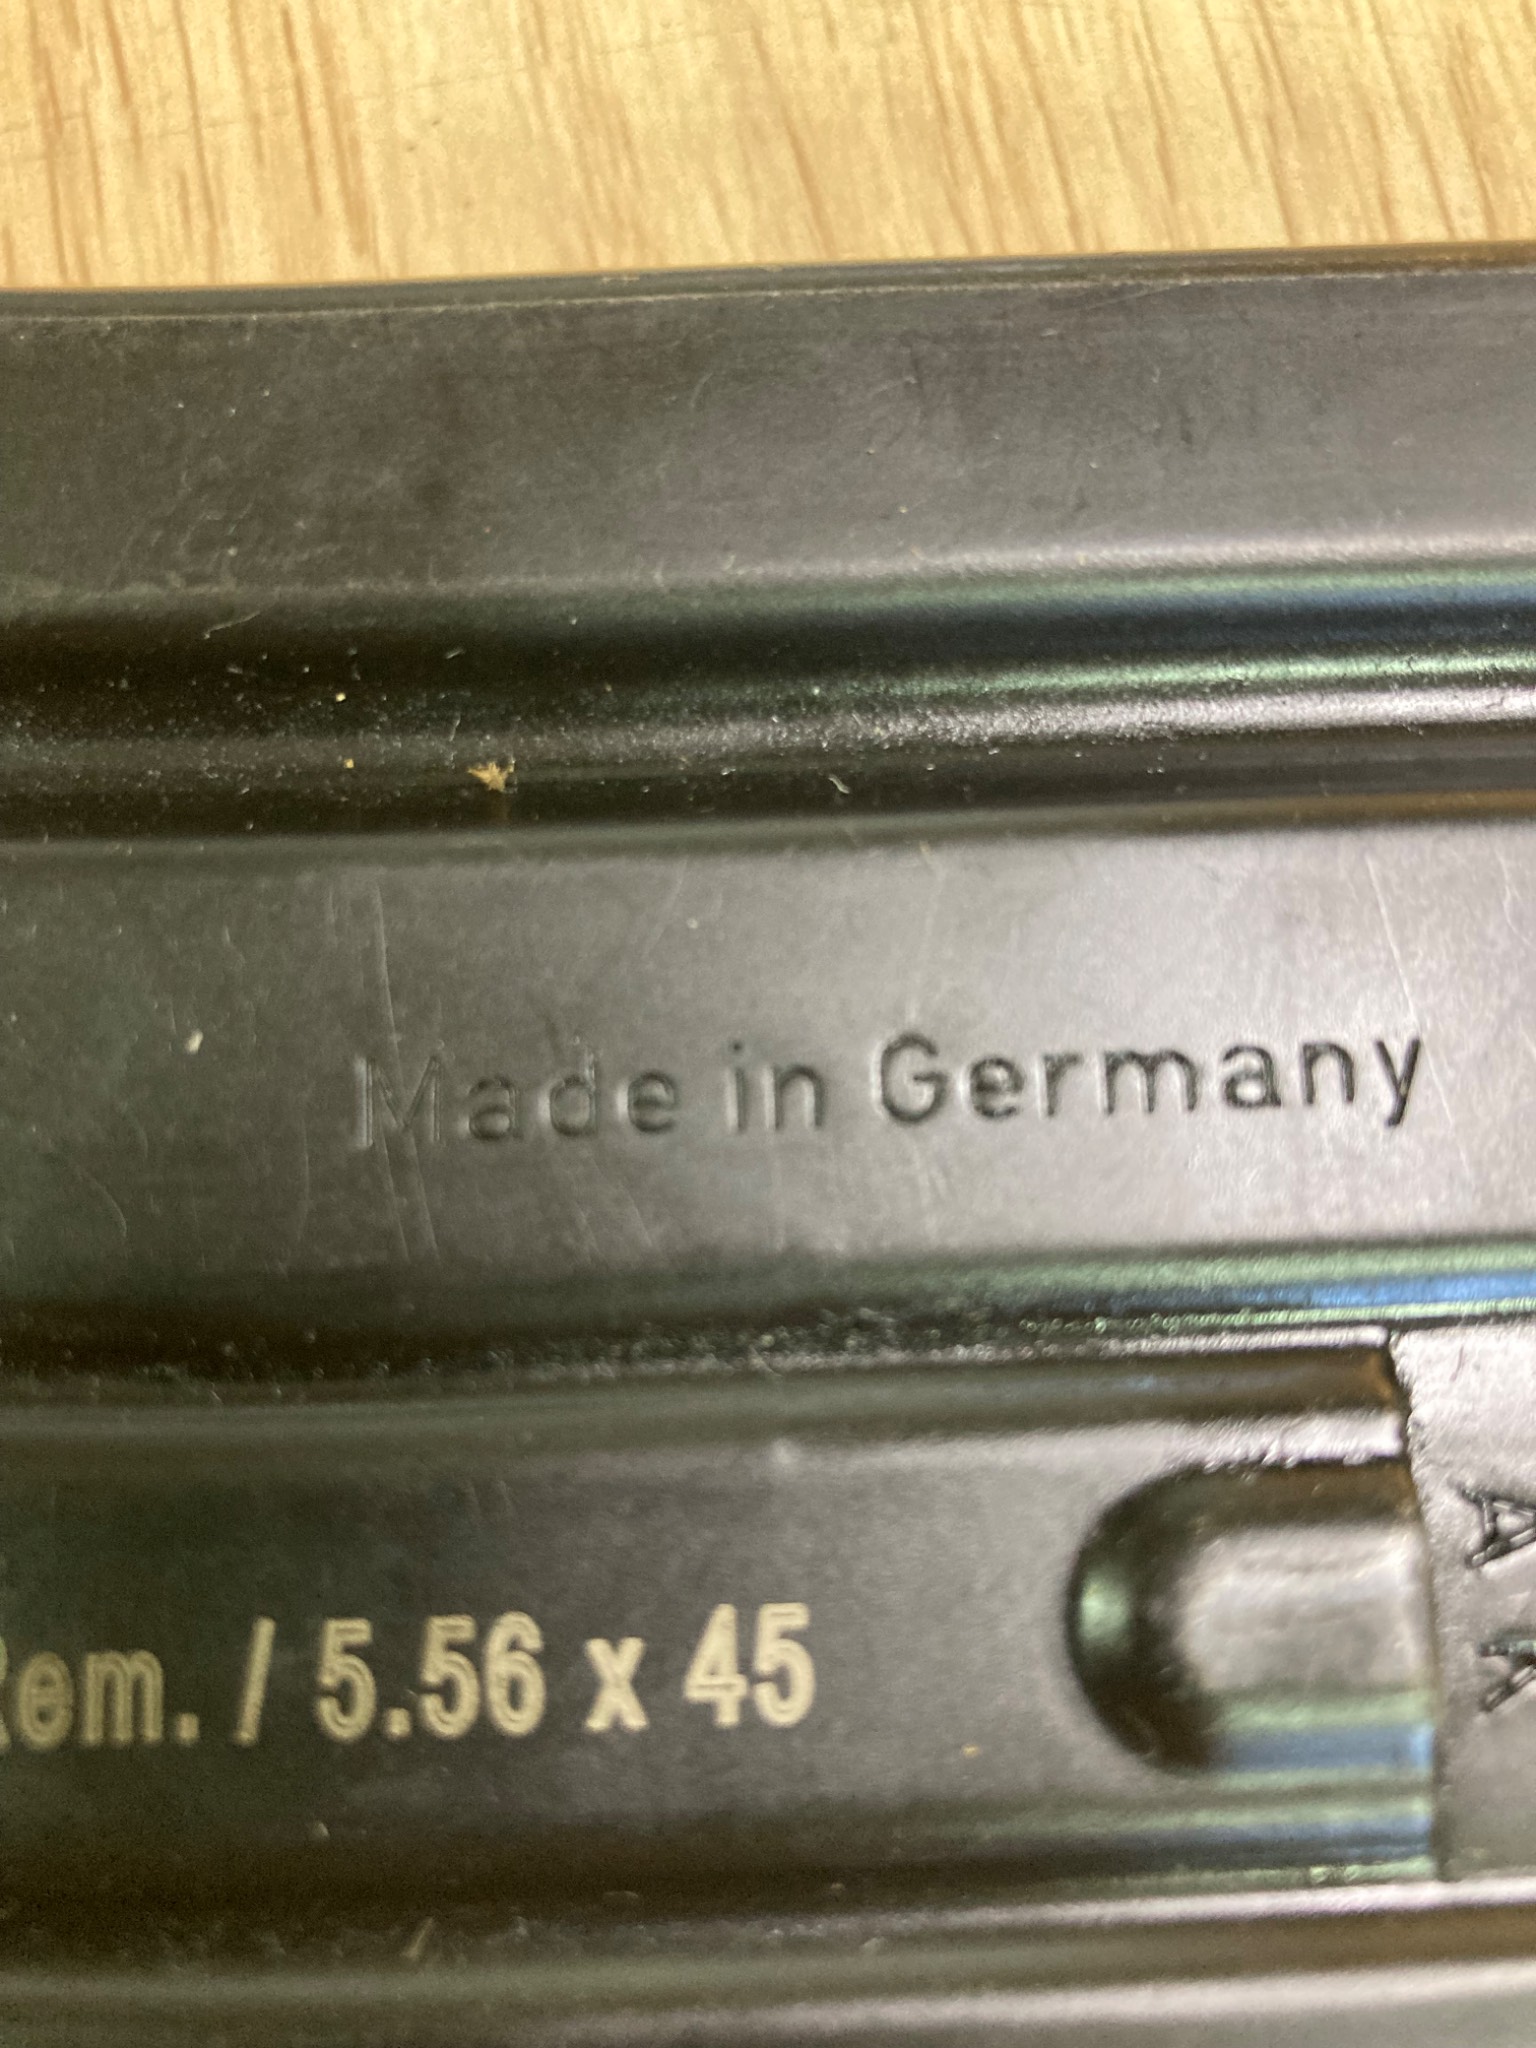 Made in Germany
Rem. / 5.56 x 45
A K